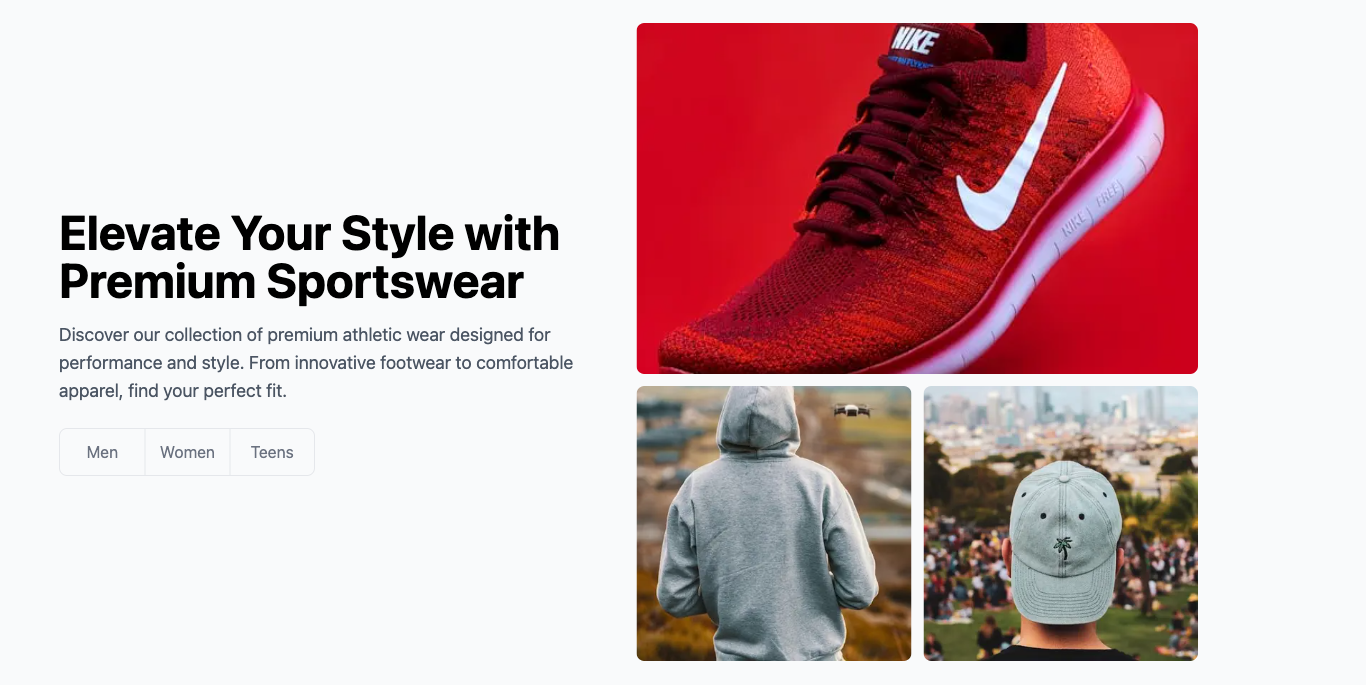 Elevate Your Style with
Premium Sportswear
Discover our collection of premium athletic wear designed for
performance and style. From innovative footwear to comfortable
apparel, find your perfect fit.
Men Women Teens
NIKE
NIKE FREE